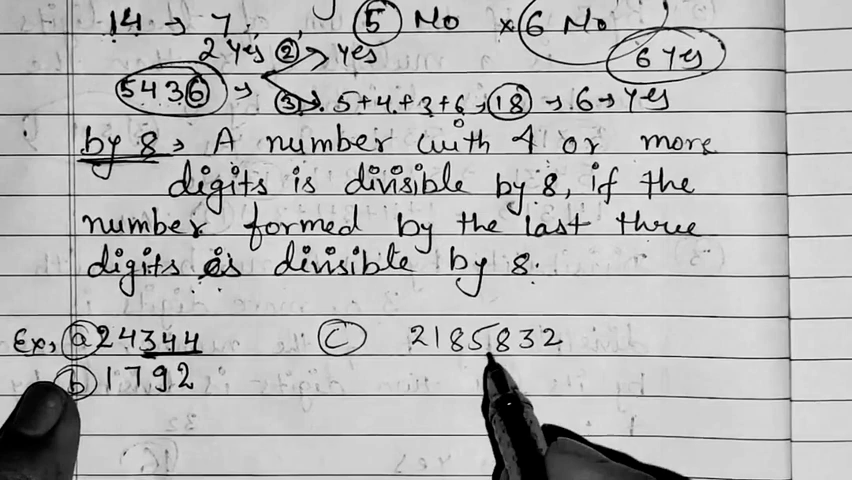 14 → 7, 5 No × 6 No
2 Yes 2 → Yes 6 Yes
5436 → 3 → 5+4+3+6 → 18 → 6 → Yes
by 8 → A number with 4 or more
digits is divisible by 8, if the
number formed by the last three
digits is divisible by 8.
Ex, a 24344 C 2185832
b 1792